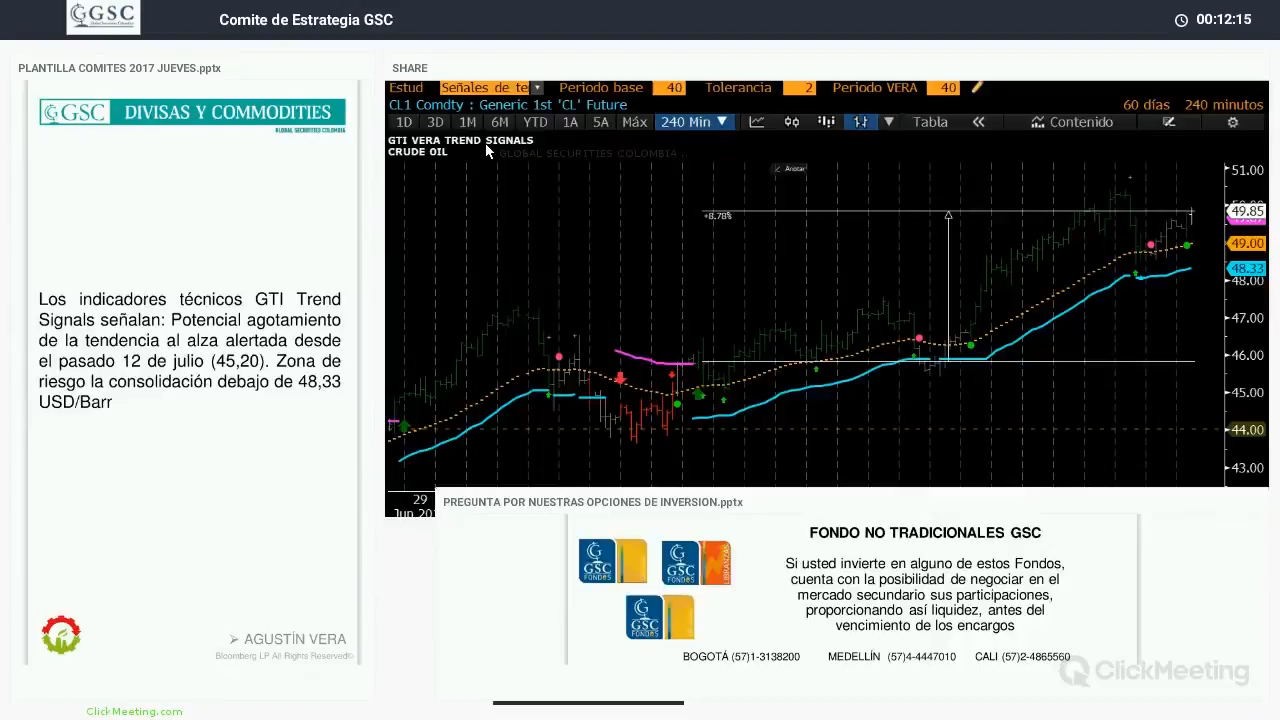 GSC
Comite de Estrategia GSC
00:12:15
PLANTILLA COMITES 2017 JUEVES.pptx
GSC DIVISAS Y COMMODITIES
GLOBAL SECURITIES COLOMBIA
Los indicadores técnicos GTI Trend
Signals señalan: Potencial agotamiento
de la tendencia al alza alertada desde
el pasado 12 de julio (45,20). Zona de
riesgo la consolidación debajo de 48,33
USD/Barr
➢ AGUSTÍN VERA
Bloomberg LP All Rights Reserved©
ClickMeeting.com
SHARE
Estud Señales de te Periodo base 40 Tolerancia 2 Periodo VERA 40
CL1 Comdty : Generic 1st 'CL' Future 60 días 240 minutos
1D 3D 1M 6M YTD 1A 5A Máx 240 Min ▼ Tabla « Contenido
GTI VERA TREND SIGNALS
CRUDE OIL
GLOBAL SECURITIES COLOMBIA
Anotar
+8.78%
51.00
49.85
49.00
48.33
48.00
47.00
46.00
45.00
44.00
43.00
29
Jun 20
PREGUNTA POR NUESTRAS OPCIONES DE INVERSION.pptx
GSC FONDOS
GSC FONDOS LIBRANZAS
GSC FONDOS
FONDO NO TRADICIONALES GSC
Si usted invierte en alguno de estos Fondos,
cuenta con la posibilidad de negociar en el
mercado secundario sus participaciones,
proporcionando así liquidez, antes del
vencimiento de los encargos
BOGOTÁ (57)1-3138200 MEDELLÍN (57)4-4447010 CALI (57)2-4865560
ClickMeeting